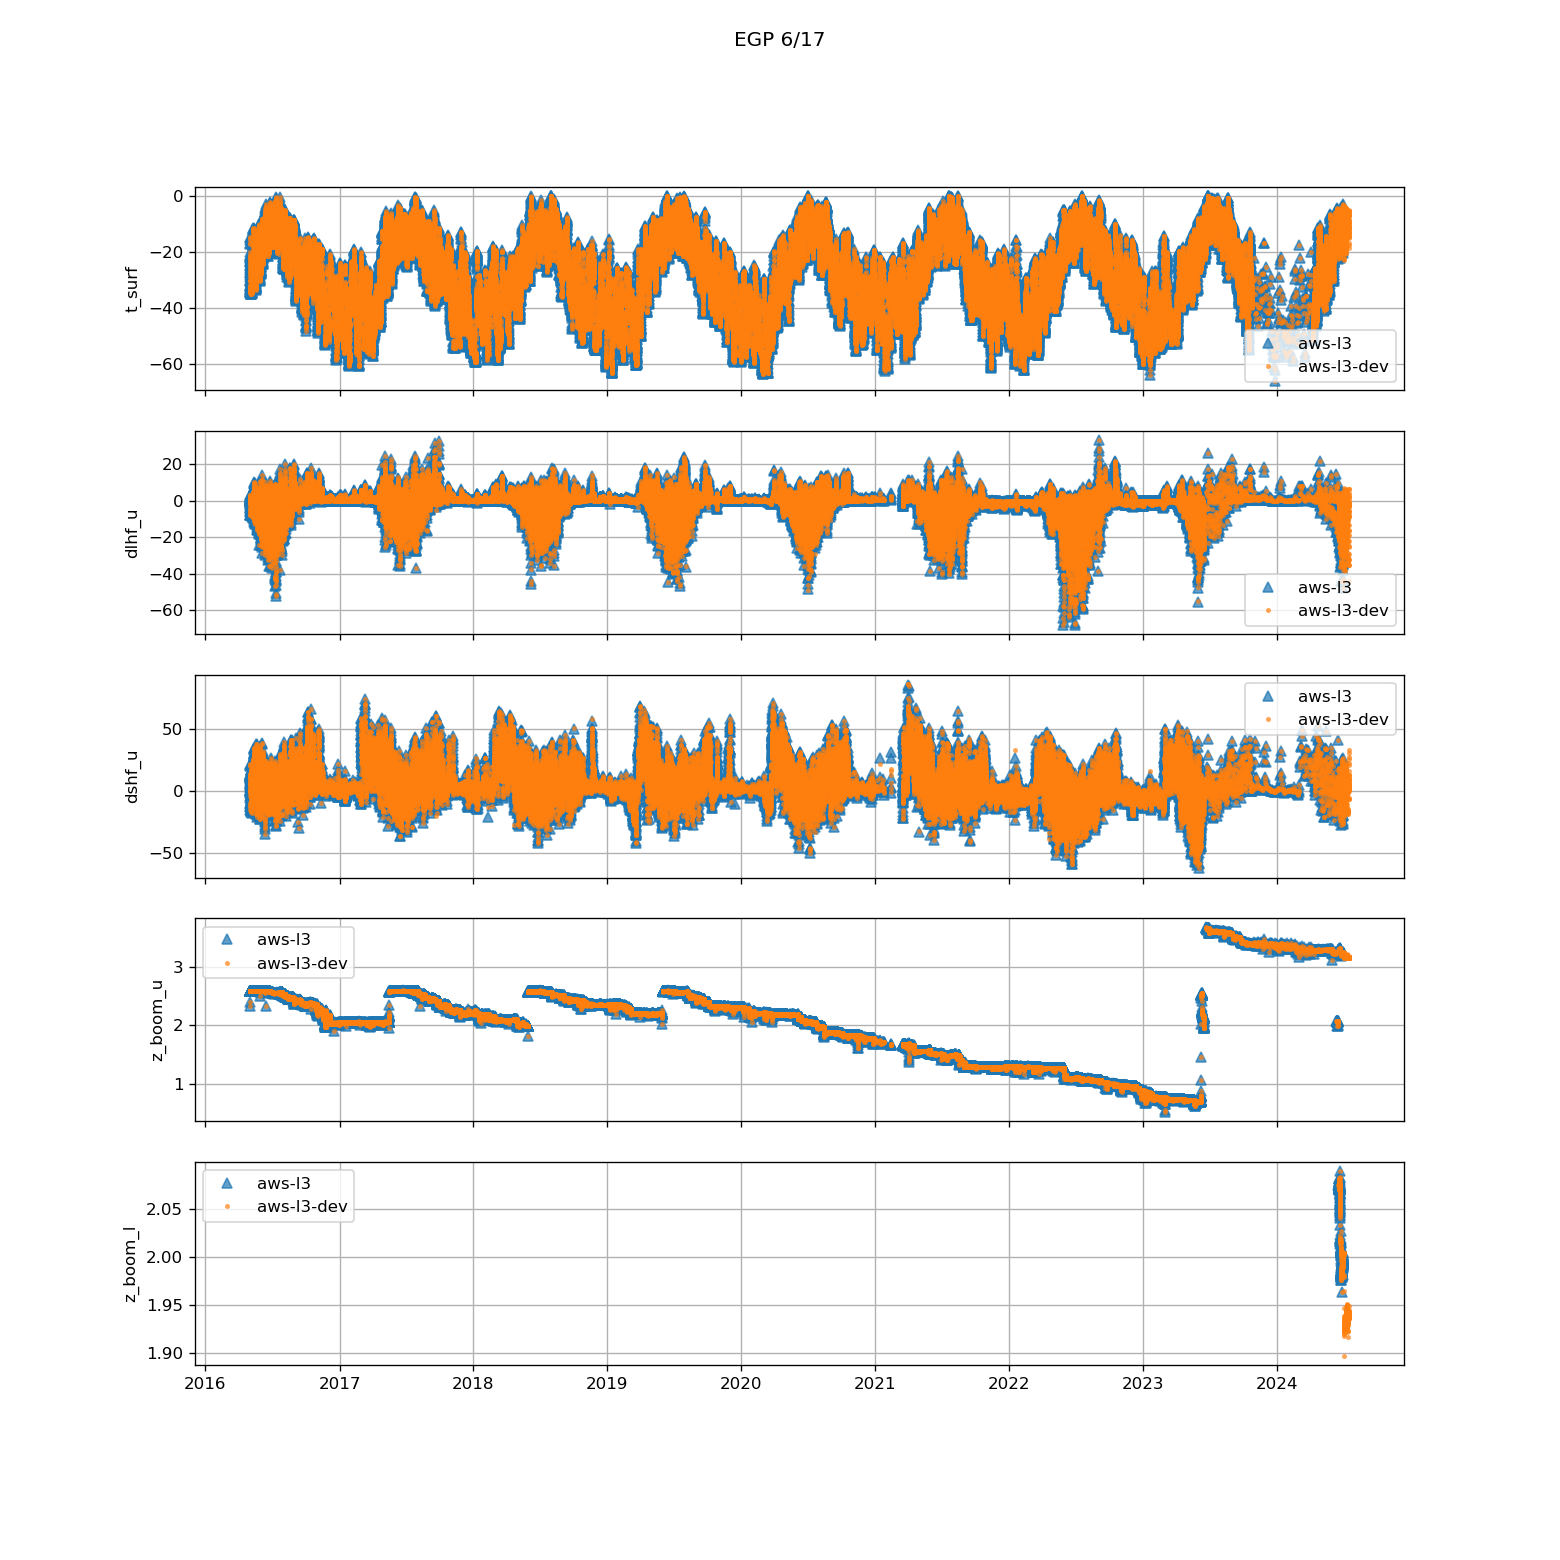 EGP 6/17
0
−20
−40
−60
t_surf
aws-l3
aws-l3-dev
20
0
−20
−40
−60
dlhf_u
aws-l3
aws-l3-dev
50
0
−50
dshf_u
aws-l3
aws-l3-dev
3
2
1
z_boom_u
aws-l3
aws-l3-dev
2.05
2.00
1.95
1.90
z_boom_l
aws-l3
aws-l3-dev
2016 2017 2018 2019 2020 2021 2022 2023 2024